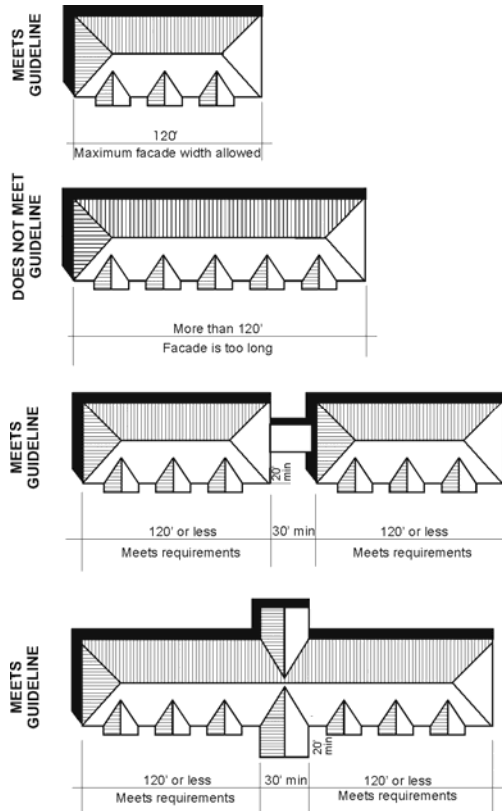 MEETS
GUIDELINE
120'
Maximum facade width allowed
DOES NOT MEET
GUIDELINE
More than 120'
Facade is too long
MEETS
GUIDELINE
20'
min
120' or less
30' min
120' or less
Meets requirements
Meets requirements
MEETS
GUIDELINE
20'
min
120' or less
30' min
120' or less
Meets requirements
Meets requirements